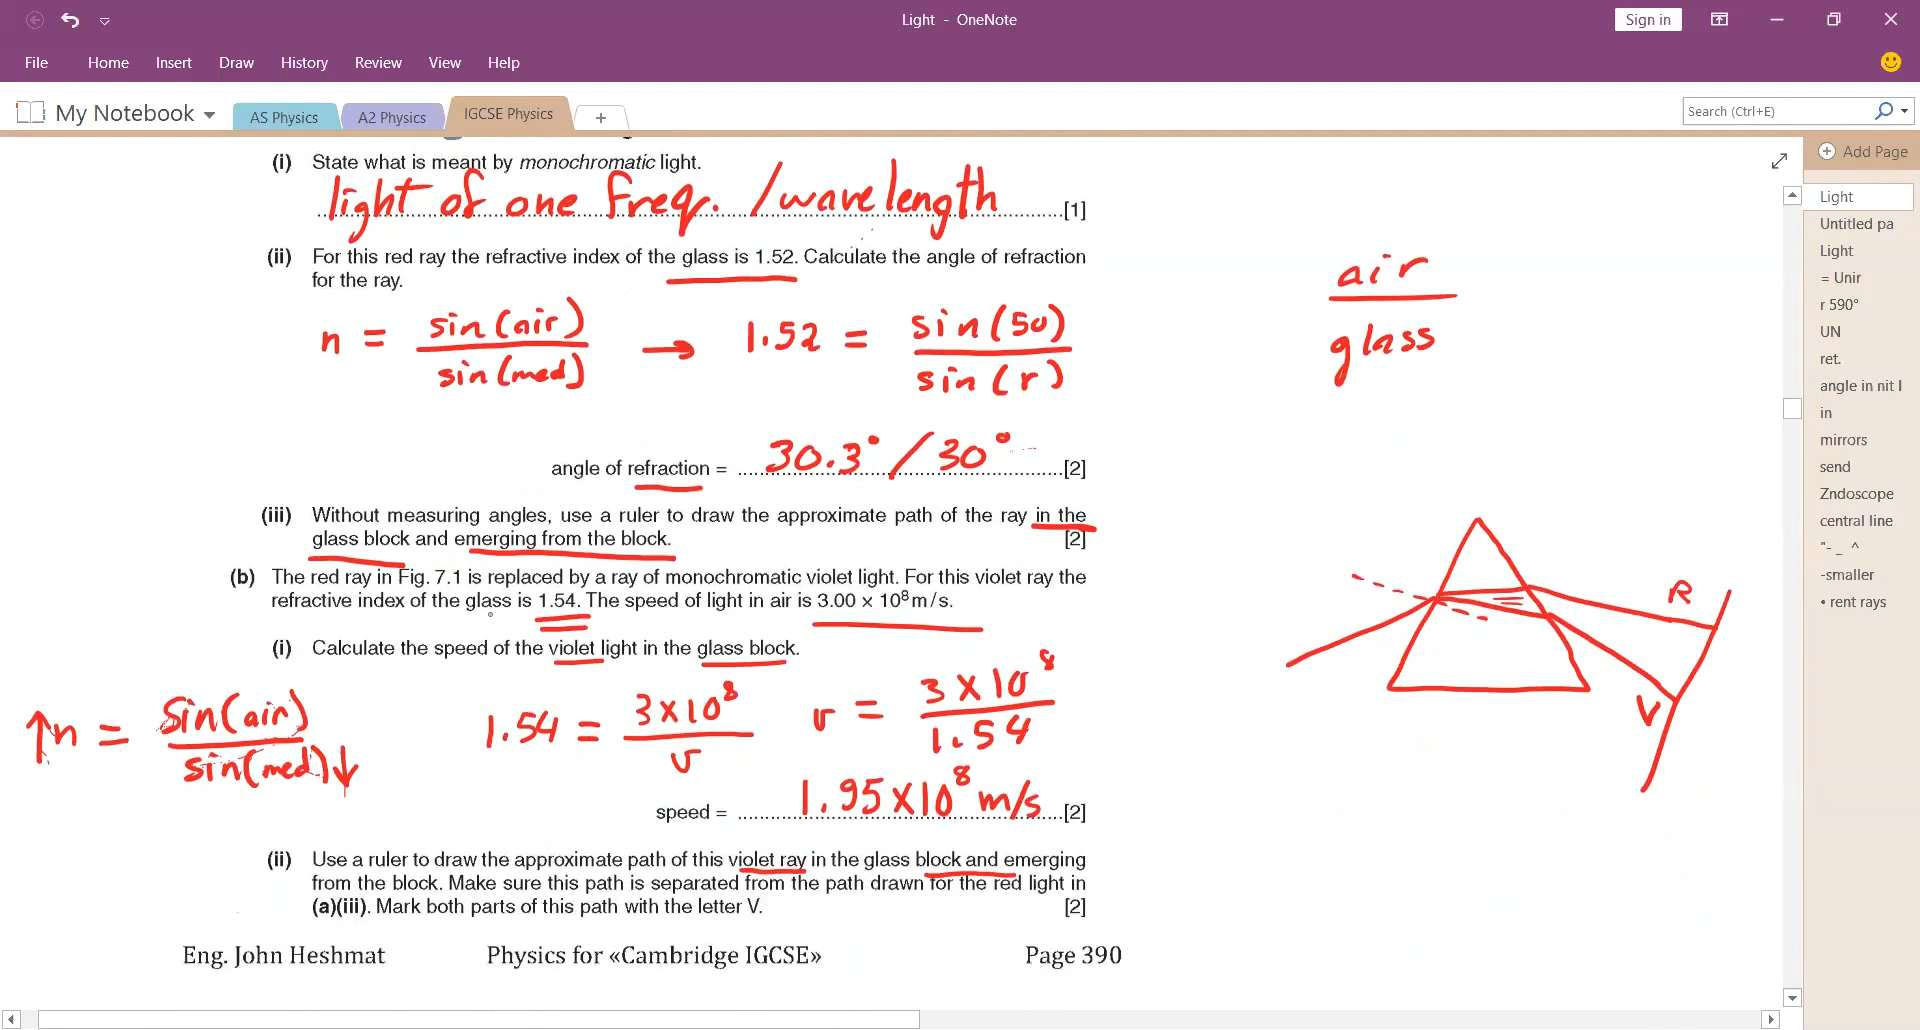 Light - OneNote
Sign in
File Home Insert Draw History Review View Help
My Notebook AS Physics A2 Physics IGCSE Physics +
Search (Ctrl+E)
Add Page
Light
Untitled pa
Light
= Unir
r 590°
UN
ret.
angle in nit I
in
mirrors
send
Zndoscope
central line
"- _ ^
-smaller
• rent rays
(i) State what is meant by monochromatic light.
light of one freq. / wavelength [1]
(ii) For this red ray the refractive index of the glass is 1.52. Calculate the angle of refraction
for the ray.
n = sin(air) / sin(med) → 1.52 = sin(50) / sin(r)
air
glass
angle of refraction = 30.3° / 30° [2]
(iii) Without measuring angles, use a ruler to draw the approximate path of the ray in the
glass block and emerging from the block. [2]
(b) The red ray in Fig. 7.1 is replaced by a ray of monochromatic violet light. For this violet ray the
refractive index of the glass is 1.54. The speed of light in air is 3.00 × 10⁸ m/s.
(i) Calculate the speed of the violet light in the glass block.
↑n = sin(air) / sin(med)↓
1.54 = 3×10⁸ / v
v = 3×10⁸ / 1.54
speed = 1.95×10⁸ m/s [2]
R
V
(ii) Use a ruler to draw the approximate path of this violet ray in the glass block and emerging
from the block. Make sure this path is separated from the path drawn for the red light in
(a)(iii). Mark both parts of this path with the letter V. [2]
Eng. John Heshmat Physics for «Cambridge IGCSE» Page 390